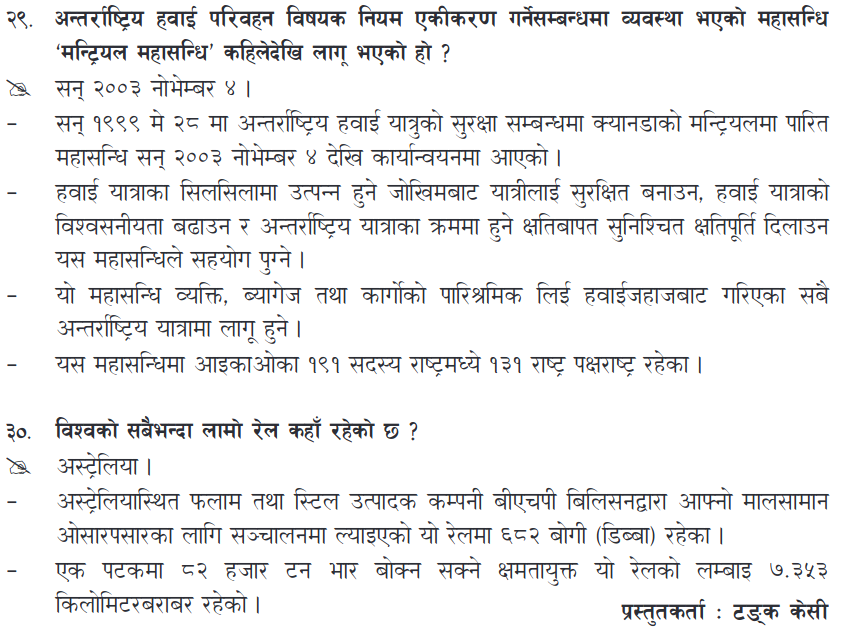 २९. अन्तर्राष्ट्रिय हवाई परिवहन विषयक नियम एकीकरण गर्नेसम्बन्धमा व्यवस्था भएको महासन्धि
‘मन्ट्रियल महासन्धि’ कहिलेदेखि लागू भएको हो ?
सन् २००३ नोभेम्बर ४ ।
– सन् १९९९ मे २८ मा अन्तर्राष्ट्रिय हवाई यात्रुको सुरक्षा सम्बन्धमा क्यानडाको मन्ट्रियलमा पारित
महासन्धि सन् २००३ नोभेम्बर ४ देखि कार्यान्वयनमा आएको ।
– हवाई यात्राका सिलसिलामा उत्पन्न हुने जोखिमबाट यात्रीलाई सुरक्षित बनाउन, हवाई यात्राको
विश्वसनीयता बढाउन र अन्तर्राष्ट्रिय यात्राका क्रममा हुने क्षतिबापत सुनिश्चित क्षतिपूर्ति दिलाउन
यस महासन्धिले सहयोग पुग्ने ।
– यो महासन्धि व्यक्ति, ब्यागेज तथा कार्गोको पारिश्रमिक लिई हवाईजहाजबाट गरिएका सबै
अन्तर्राष्ट्रिय यात्रामा लागू हुने ।
– यस महासन्धिमा आइकाओका १९१ सदस्य राष्ट्रमध्ये १३१ राष्ट्र पक्षराष्ट्र रहेका ।
३०. विश्वको सबैभन्दा लामो रेल कहाँ रहेको छ ?
अस्ट्रेलिया ।
– अस्ट्रेलियास्थित फलाम तथा स्टिल उत्पादक कम्पनी बीएचपी बिलिसनद्वारा आफ्नो मालसामान
ओसारपसारका लागि सञ्चालनमा ल्याइएको यो रेलमा ६८२ बोगी (डिब्बा) रहेका ।
– एक पटकमा ८२ हजार टन भार बोक्न सक्ने क्षमतायुक्त यो रेलको लम्बाइ ७.३५३
किलोमिटरबराबर रहेको ।
प्रस्तुतकर्ता : टङ्क केसी